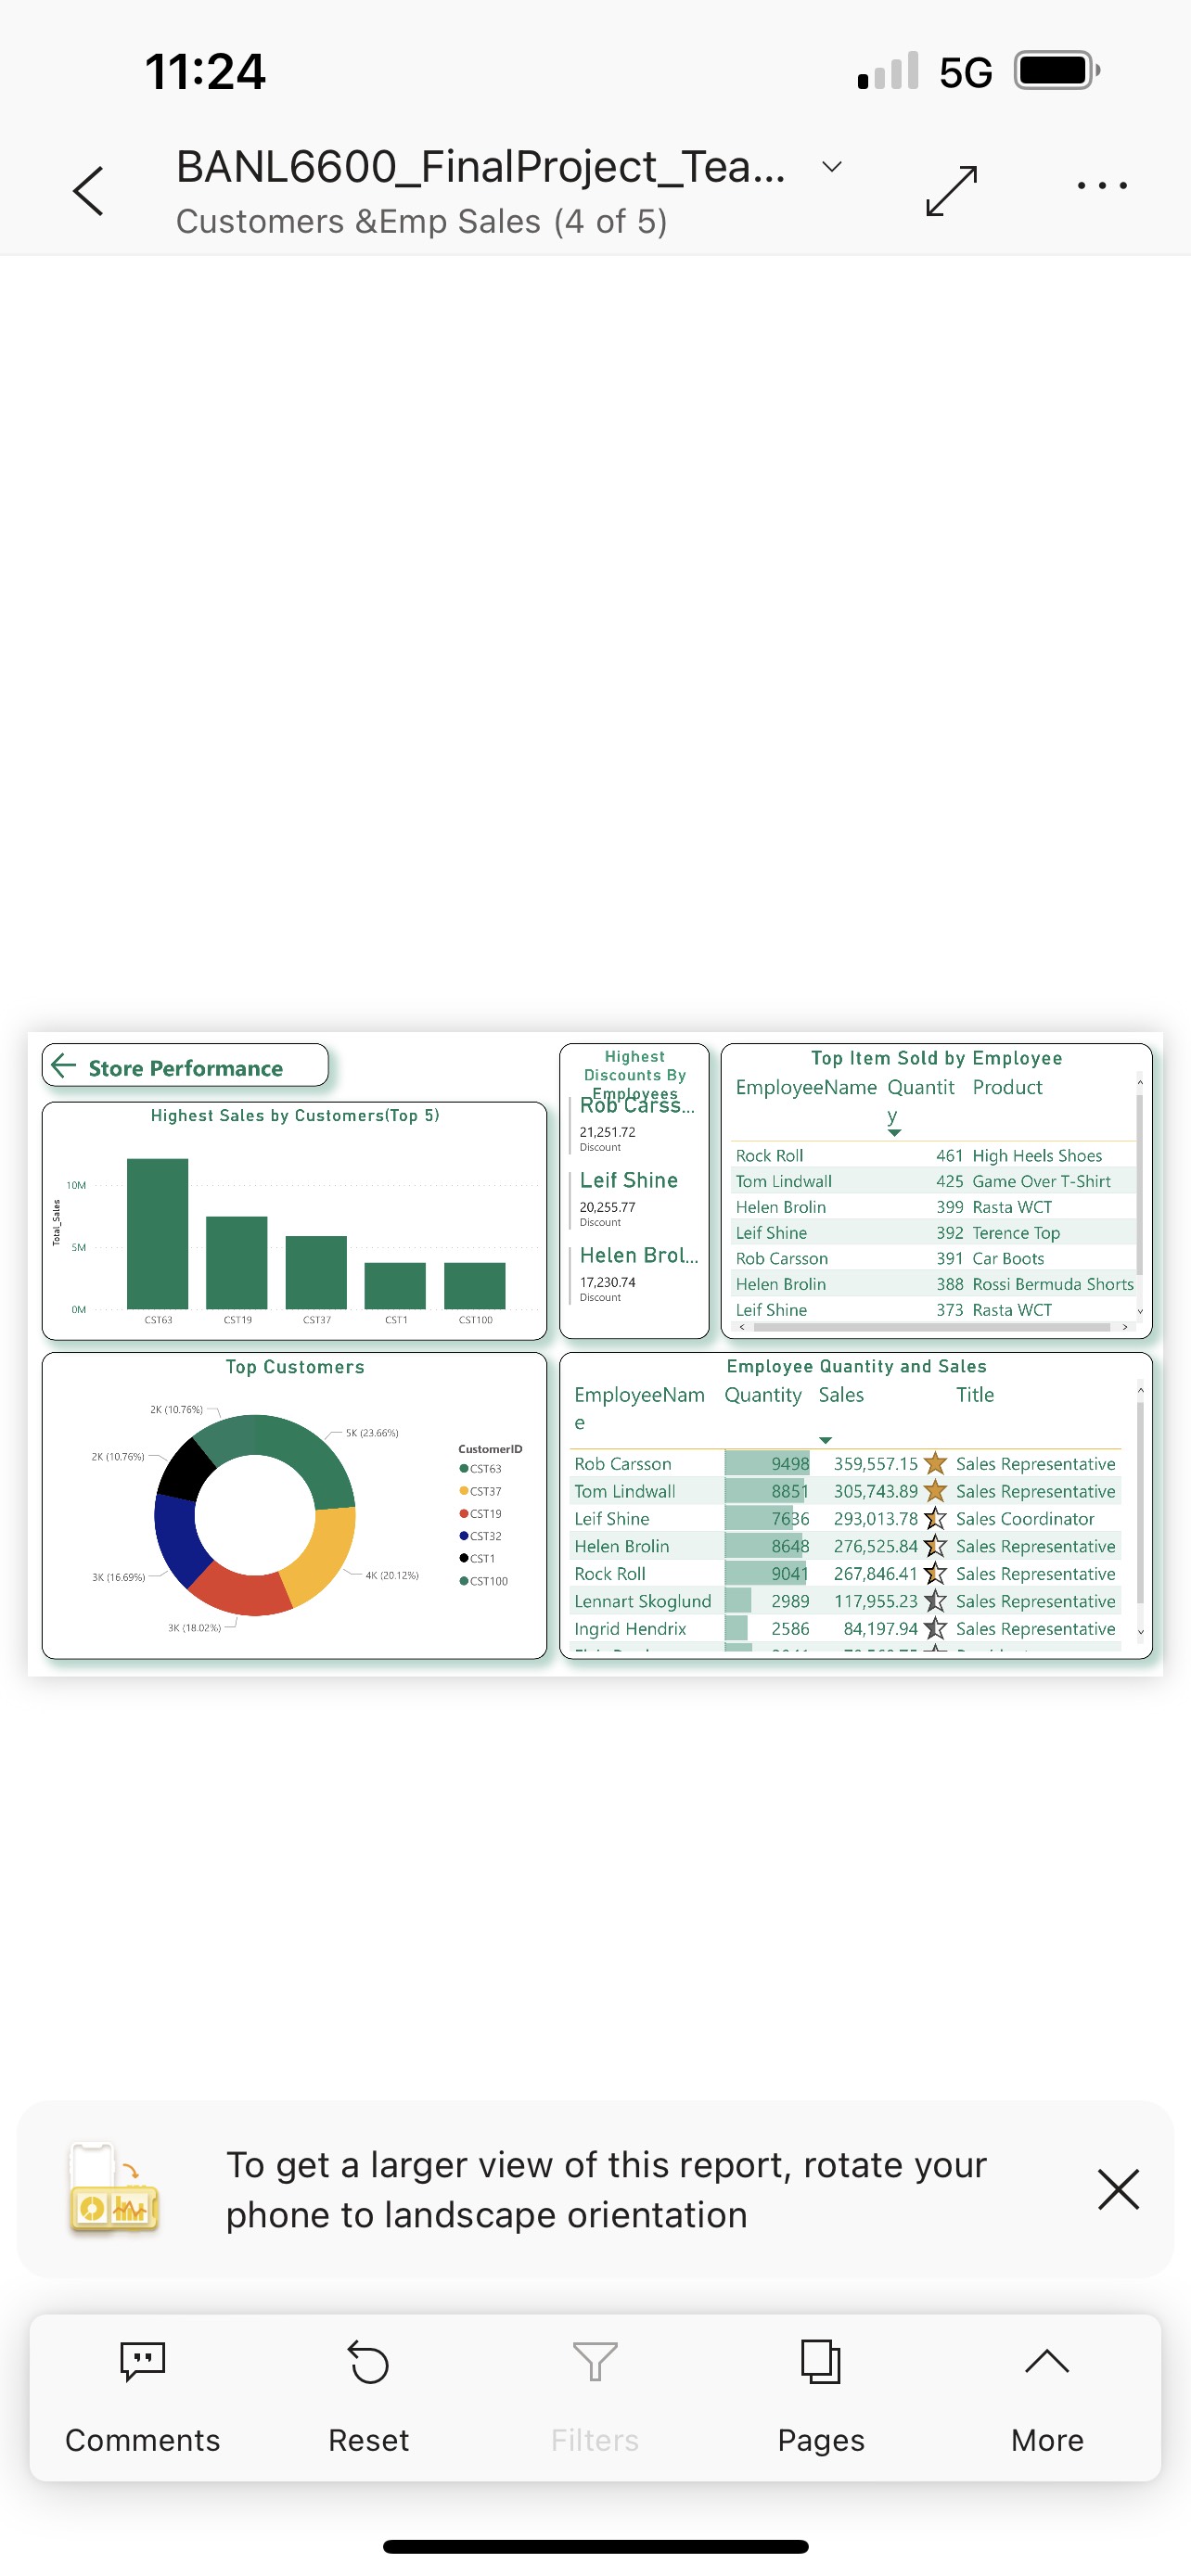 11:24
5G
BANL6600_FinalProject_Tea...
Customers &Emp Sales (4 of 5)
Store Performance
Highest Sales by Customers(Top 5)
Total_Sales
10M
5M
0M
CST63 CST19 CST37 CST1 CST100
Highest
Discounts By
Employees
Rob Carss...
21,251.72
Discount
Leif Shine
20,255.77
Discount
Helen Brol...
17,230.74
Discount
Top Item Sold by Employee
EmployeeName Quantit Product
y
Rock Roll 461 High Heels Shoes
Tom Lindwall 425 Game Over T-Shirt
Helen Brolin 399 Rasta WCT
Leif Shine 392 Terence Top
Rob Carsson 391 Car Boots
Helen Brolin 388 Rossi Bermuda Shorts
Leif Shine 373 Rasta WCT
Top Customers
2K (10.76%)
5K (23.66%)
2K (10.76%)
3K (16.69%)
4K (20.12%)
3K (18.02%)
CustomerID
CST63
CST37
CST19
CST32
CST1
CST100
Employee Quantity and Sales
EmployeeNam Quantity Sales Title
e
Rob Carsson 9498 359,557.15 Sales Representative
Tom Lindwall 8851 305,743.89 Sales Representative
Leif Shine 7636 293,013.78 Sales Coordinator
Helen Brolin 8648 276,525.84 Sales Representative
Rock Roll 9041 267,846.41 Sales Representative
Lennart Skoglund 2989 117,955.23 Sales Representative
Ingrid Hendrix 2586 84,197.94 Sales Representative
To get a larger view of this report, rotate your
phone to landscape orientation
Comments Reset Filters Pages More